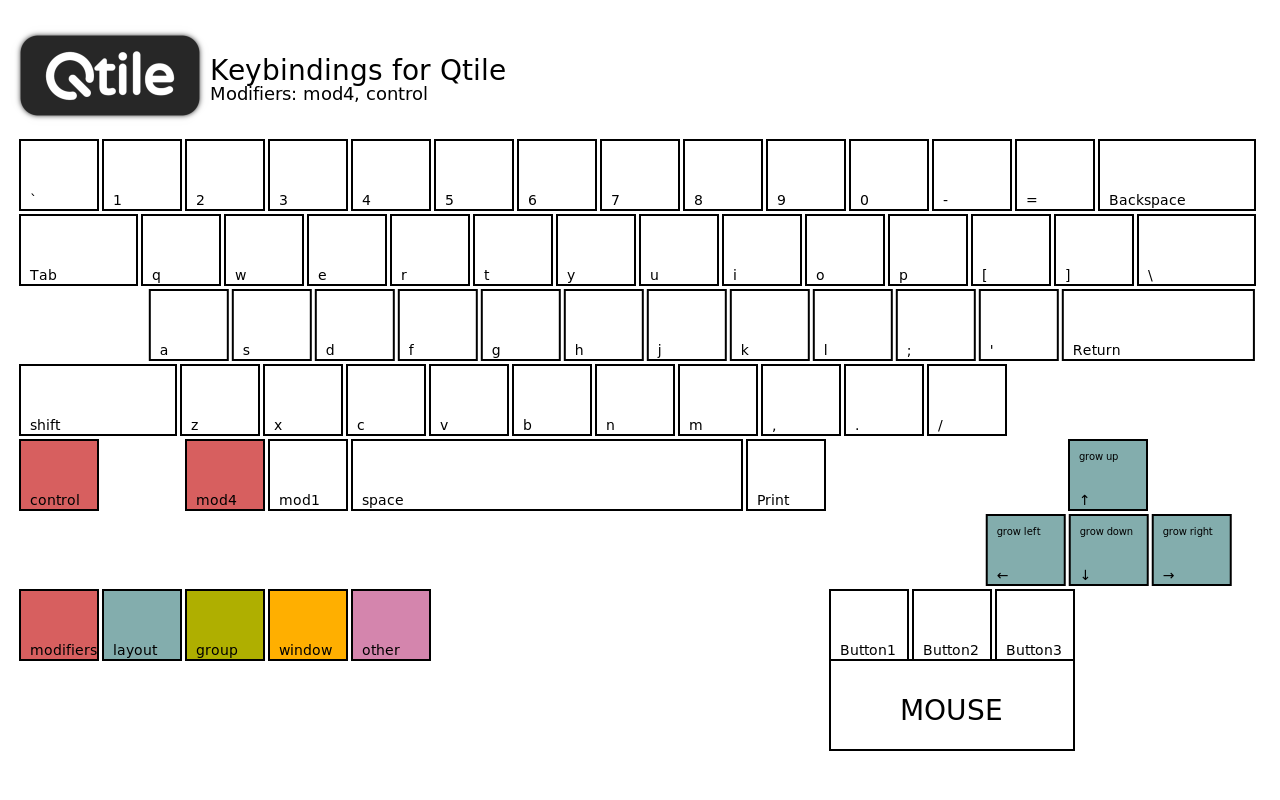 Qtile
Keybindings for Qtile
Modifiers: mod4, control
` 1 2 3 4 5 6 7 8 9 0 - = Backspace
Tab q w e r t y u i o p [ ] \
a s d f g h j k l ; ' Return
shift z x c v b n m , . /
grow up
control mod4 mod1 space Print ↑
grow left grow down grow right
← ↓ →
modifiers layout group window other Button1 Button2 Button3
MOUSE